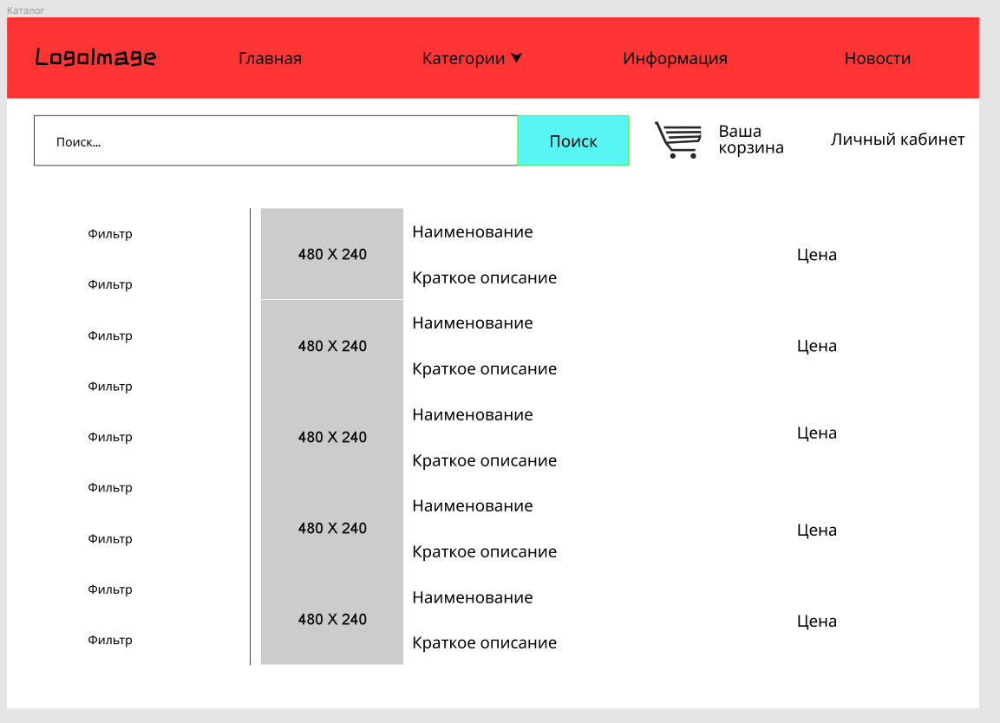 Каталог
LogoImage
Главная
Категории
Информация
Новости
Поиск...
Поиск
Ваша
корзина
Личный кабинет
Фильтр
Фильтр
Фильтр
Фильтр
Фильтр
Фильтр
Фильтр
Фильтр
Фильтр
480 X 240
Наименование
Краткое описание
Цена
480 X 240
Наименование
Краткое описание
Цена
480 X 240
Наименование
Краткое описание
Цена
480 X 240
Наименование
Краткое описание
Цена
480 X 240
Наименование
Краткое описание
Цена